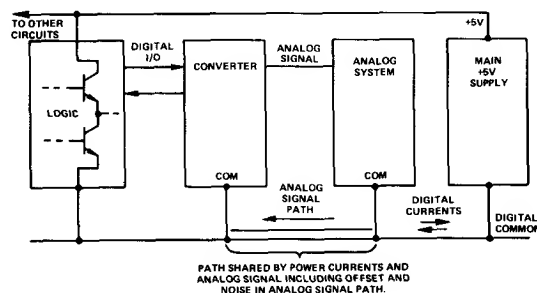 TO OTHER
CIRCUITS
+5V
DIGITAL
I/O
ANALOG
SIGNAL
CONVERTER
ANALOG
SYSTEM
MAIN
+5V
SUPPLY
LOGIC
COM
COM
ANALOG
SIGNAL
PATH
DIGITAL
CURRENTS
DIGITAL
COMMON
PATH SHARED BY POWER CURRENTS AND
ANALOG SIGNAL INCLUDING OFFSET AND
NOISE IN ANALOG SIGNAL PATH.